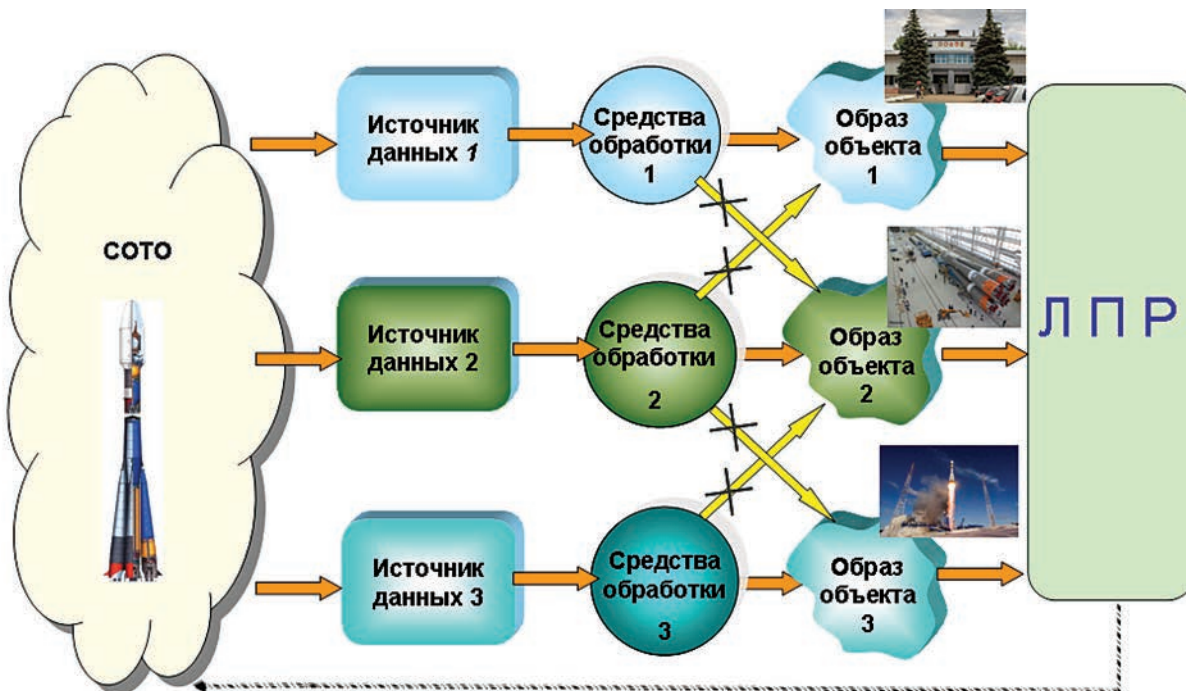 СОТО
Источник
данных 1
Средства
обработки
1
Образ
объекта
1
Источник
данных 2
Средства
обработки
2
Образ
объекта
2
Источник
данных 3
Средства
обработки
3
Образ
объекта
3
ЛПР